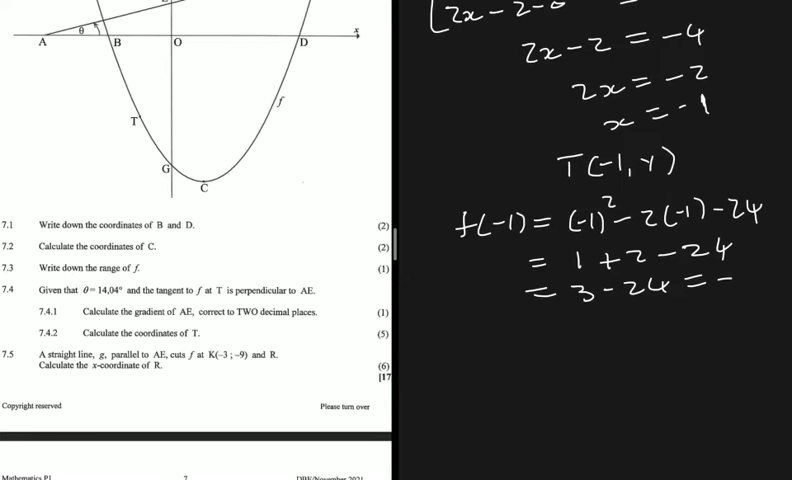 θ
A
B
O
D
x
T
f
G
C
7.1 Write down the coordinates of B and D. (2)
7.2 Calculate the coordinates of C. (2)
7.3 Write down the range of f. (1)
7.4 Given that θ = 14,04° and the tangent to f at T is perpendicular to AE.
7.4.1 Calculate the gradient of AE, correct to TWO decimal places. (1)
7.4.2 Calculate the coordinates of T. (5)
7.5 A straight line, g, parallel to AE, cuts f at K(–3 ; –9) and R.
Calculate the x-coordinate of R. (6)
[17
Copyright reserved Please turn over
Mathematics P1 7 DBE/November 2021
[2x - 2 - 0 =
2x - 2 = -4
2x = -2
x = -1
T(-1, y)
f(-1) = (-1)² - 2(-1) - 24
= 1 + 2 - 24
= 3 - 24 = -